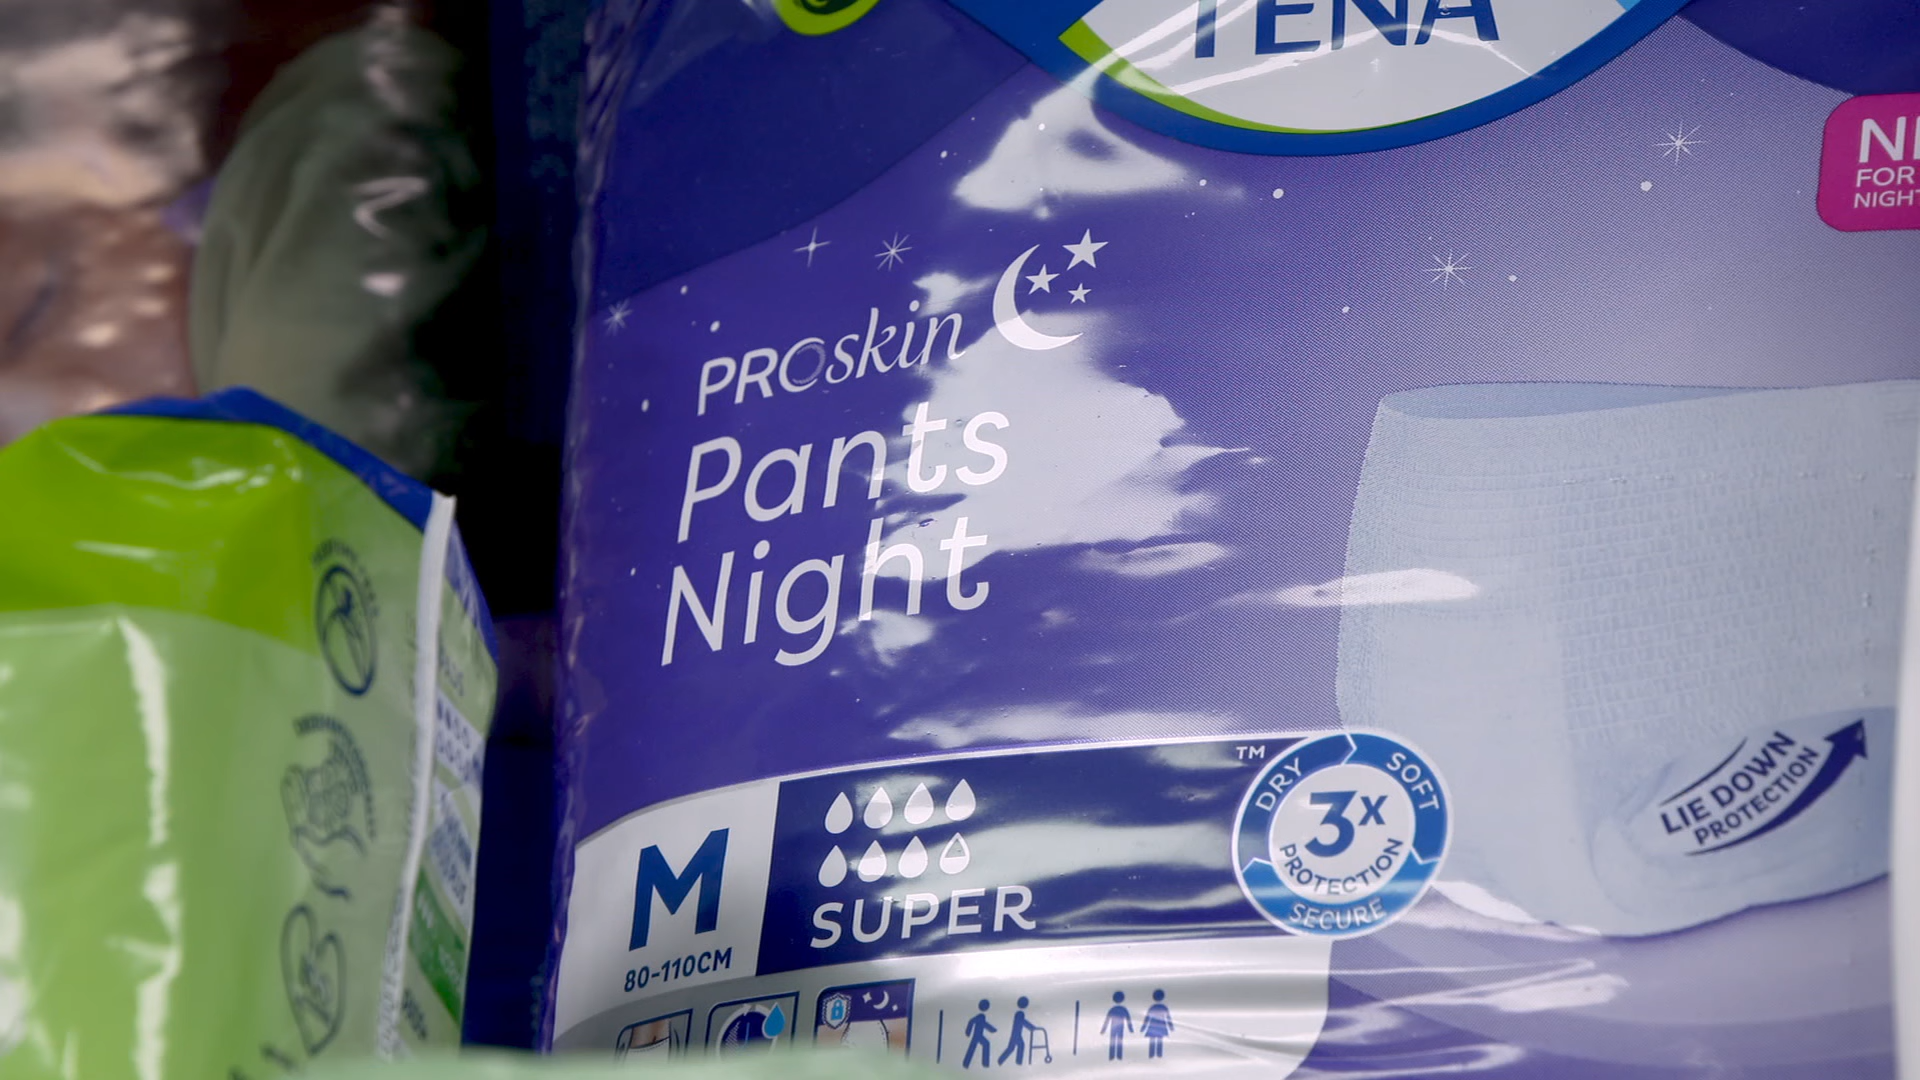 TENA
FOR
NIGHT
PROskin
Pants
Night
LIE DOWN
PROTECTION
TM
DRY SOFT
3x
PROTECTION
SECURE
M
80-110CM
SUPER